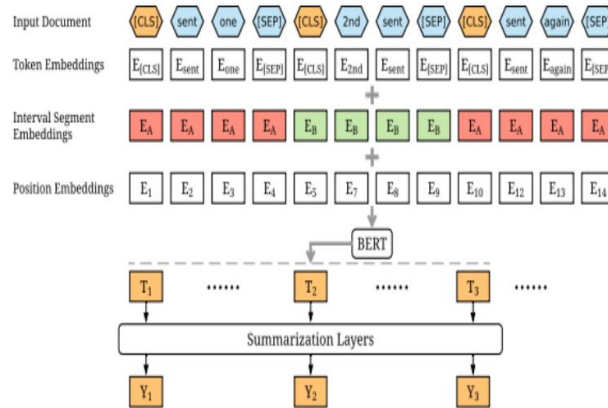 Input Document [CLS] sent one [SEP] [CLS] 2nd sent [SEP] [CLS] sent again [SEP]
Token Embeddings E[CLS] Esent Eone E[SEP] E[CLS] E2nd Esent E[SEP] E[CLS] Esent Eagain E[SEP
+
Interval Segment
Embeddings EA EA EA EA EB EB EB EB EA EA EA EA
+
Position Embeddings E1 E2 E3 E4 E5 E7 E8 E9 E10 E12 E13 E14
BERT
T1 ...... T2 ...... T3 ......
Summarization Layers
Y1 Y2 Y3